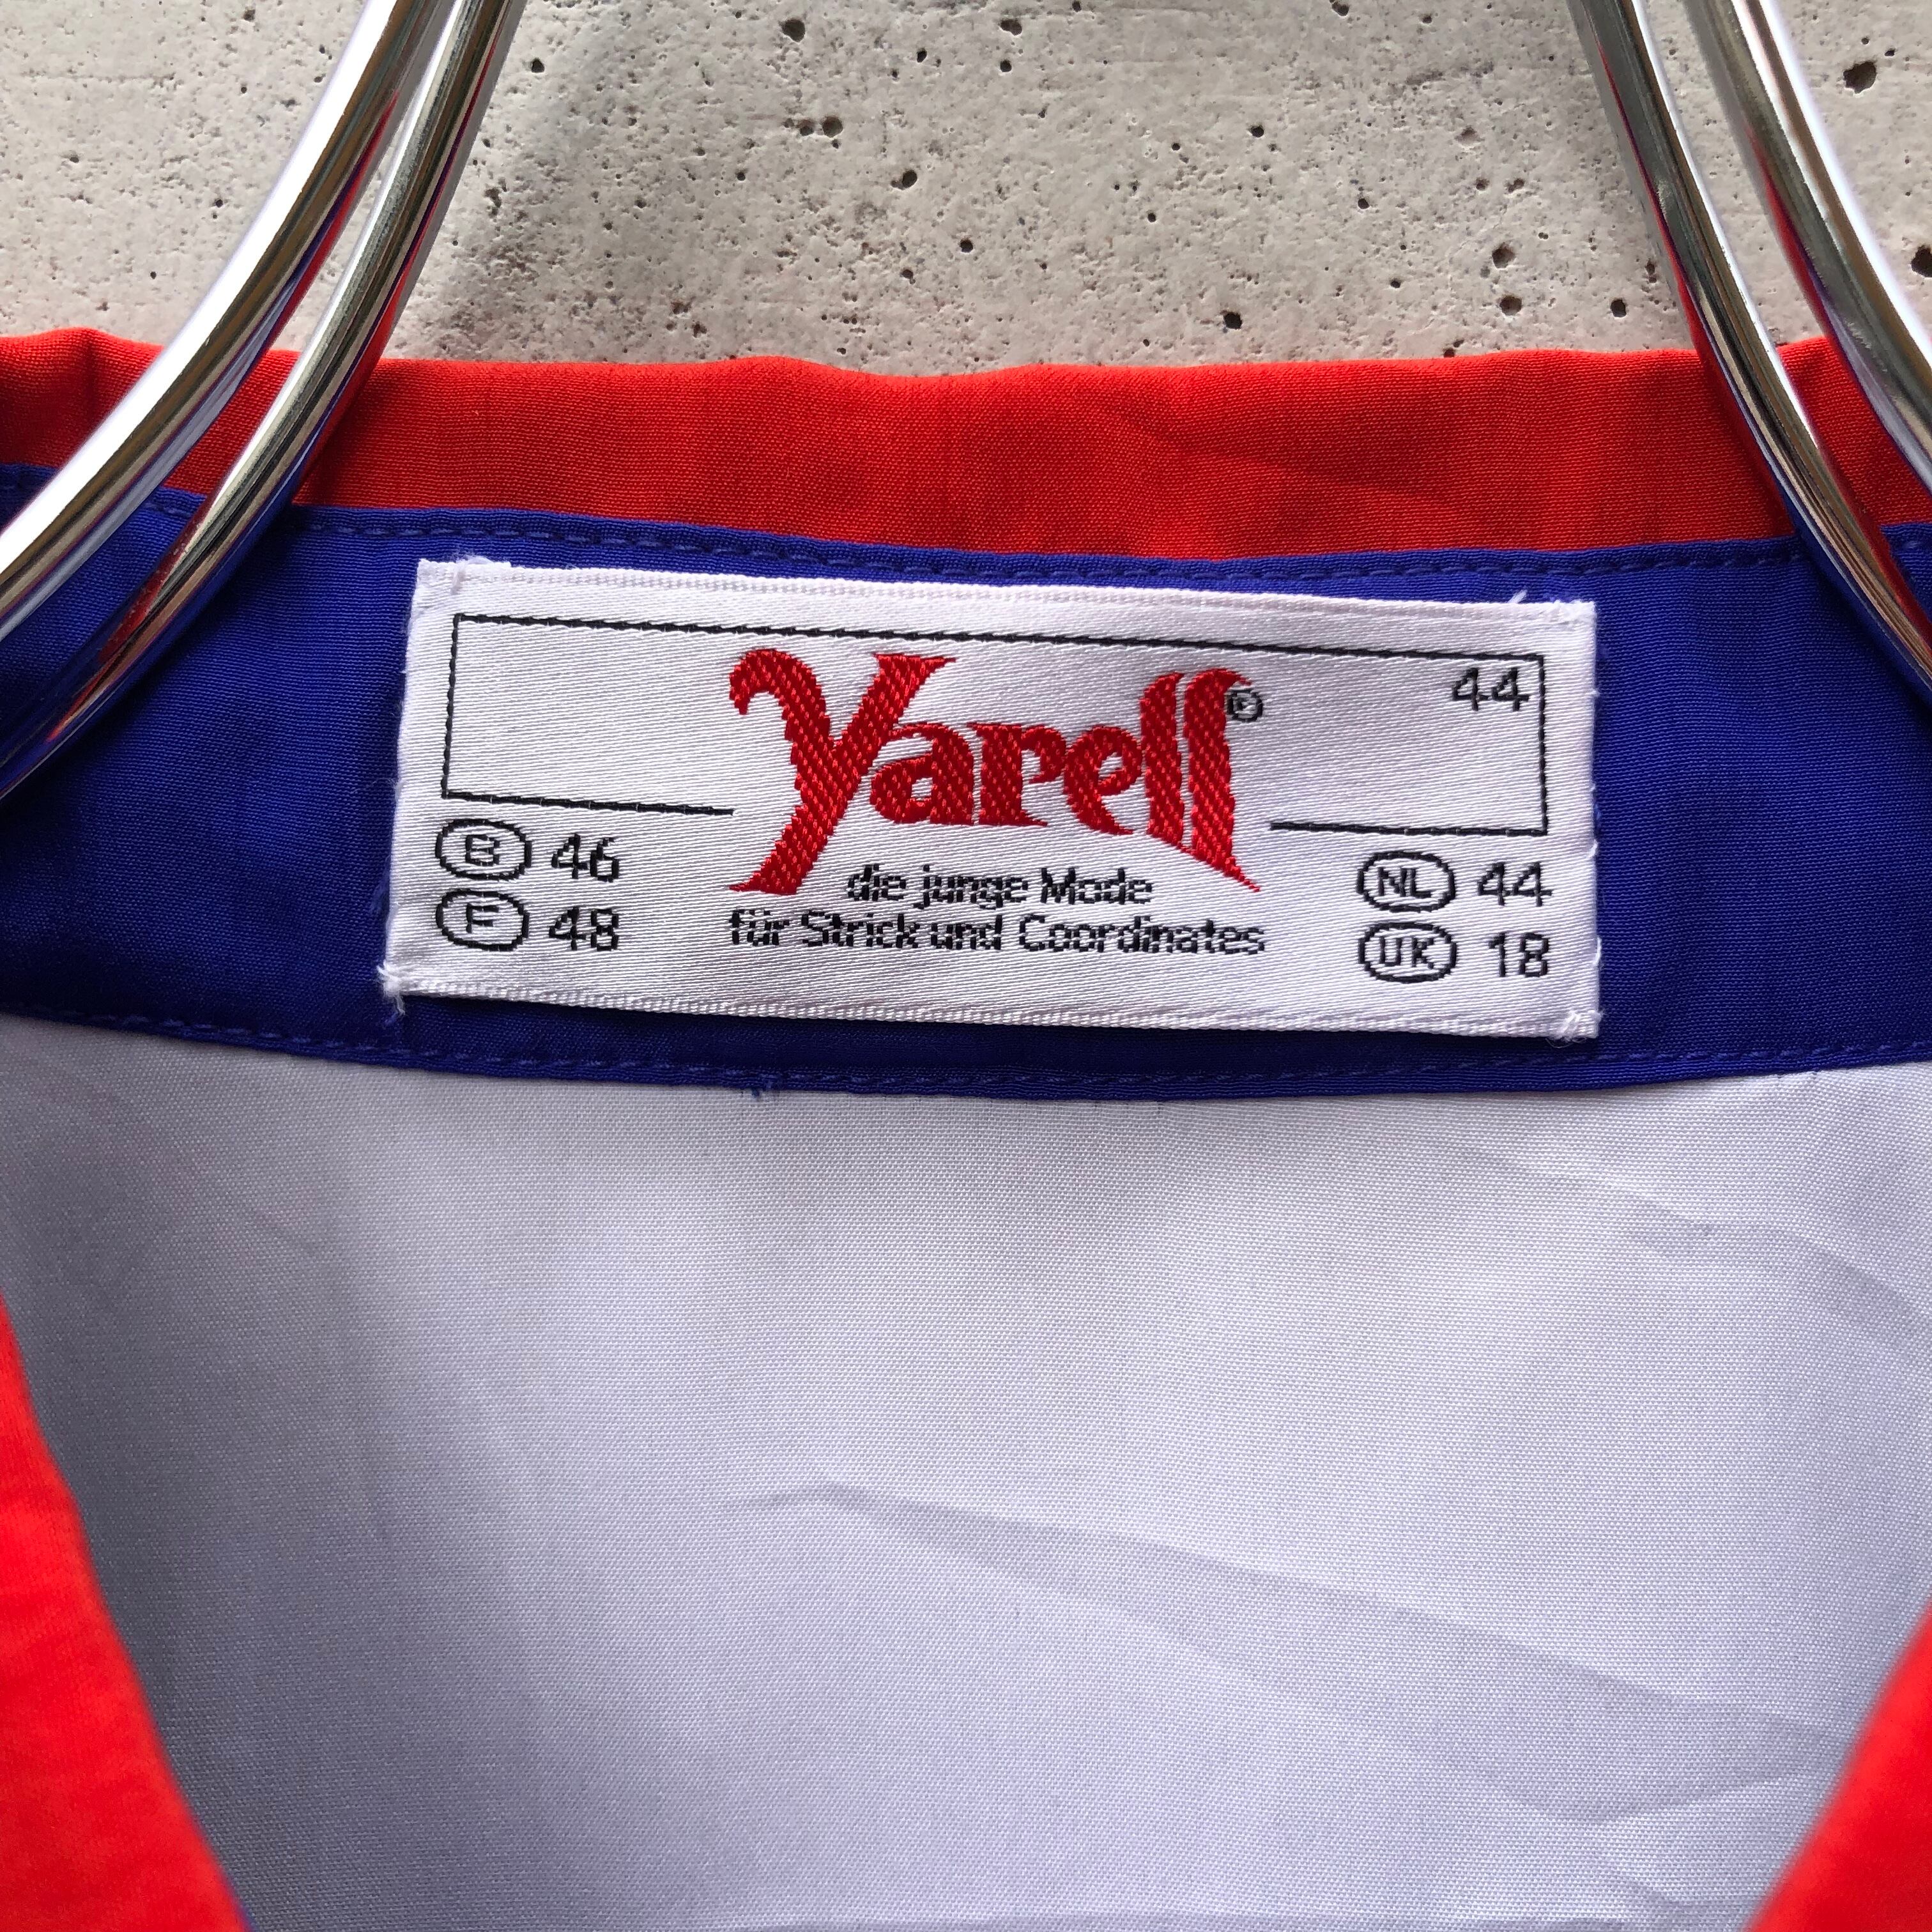 Yarell® 44
die junge Mode
für Strick und Coordinates
B 46
F 48
NL 44
UK 18